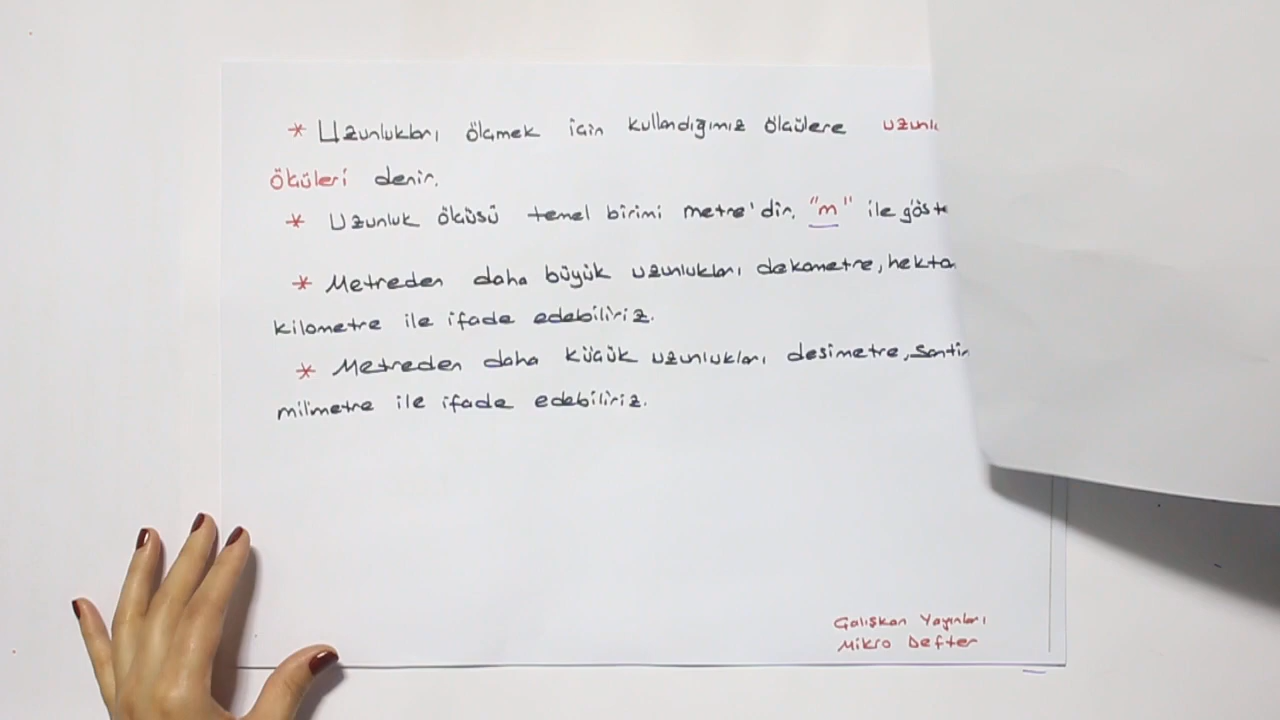 * Uzunlukları ölçmek için kullandığımız ölçülere uzunl
ölçüleri denir.
* Uzunluk ölçüsü temel birimi metre'dir. "m" ile göste
* Metreden daha büyük uzunlukları dekametre, hekto
kilometre ile ifade edebiliriz.
* Metreden daha küçük uzunlukları desimetre, santim
milimetre ile ifade edebiliriz.
Çalışkan Yayınları
Mikro Defter